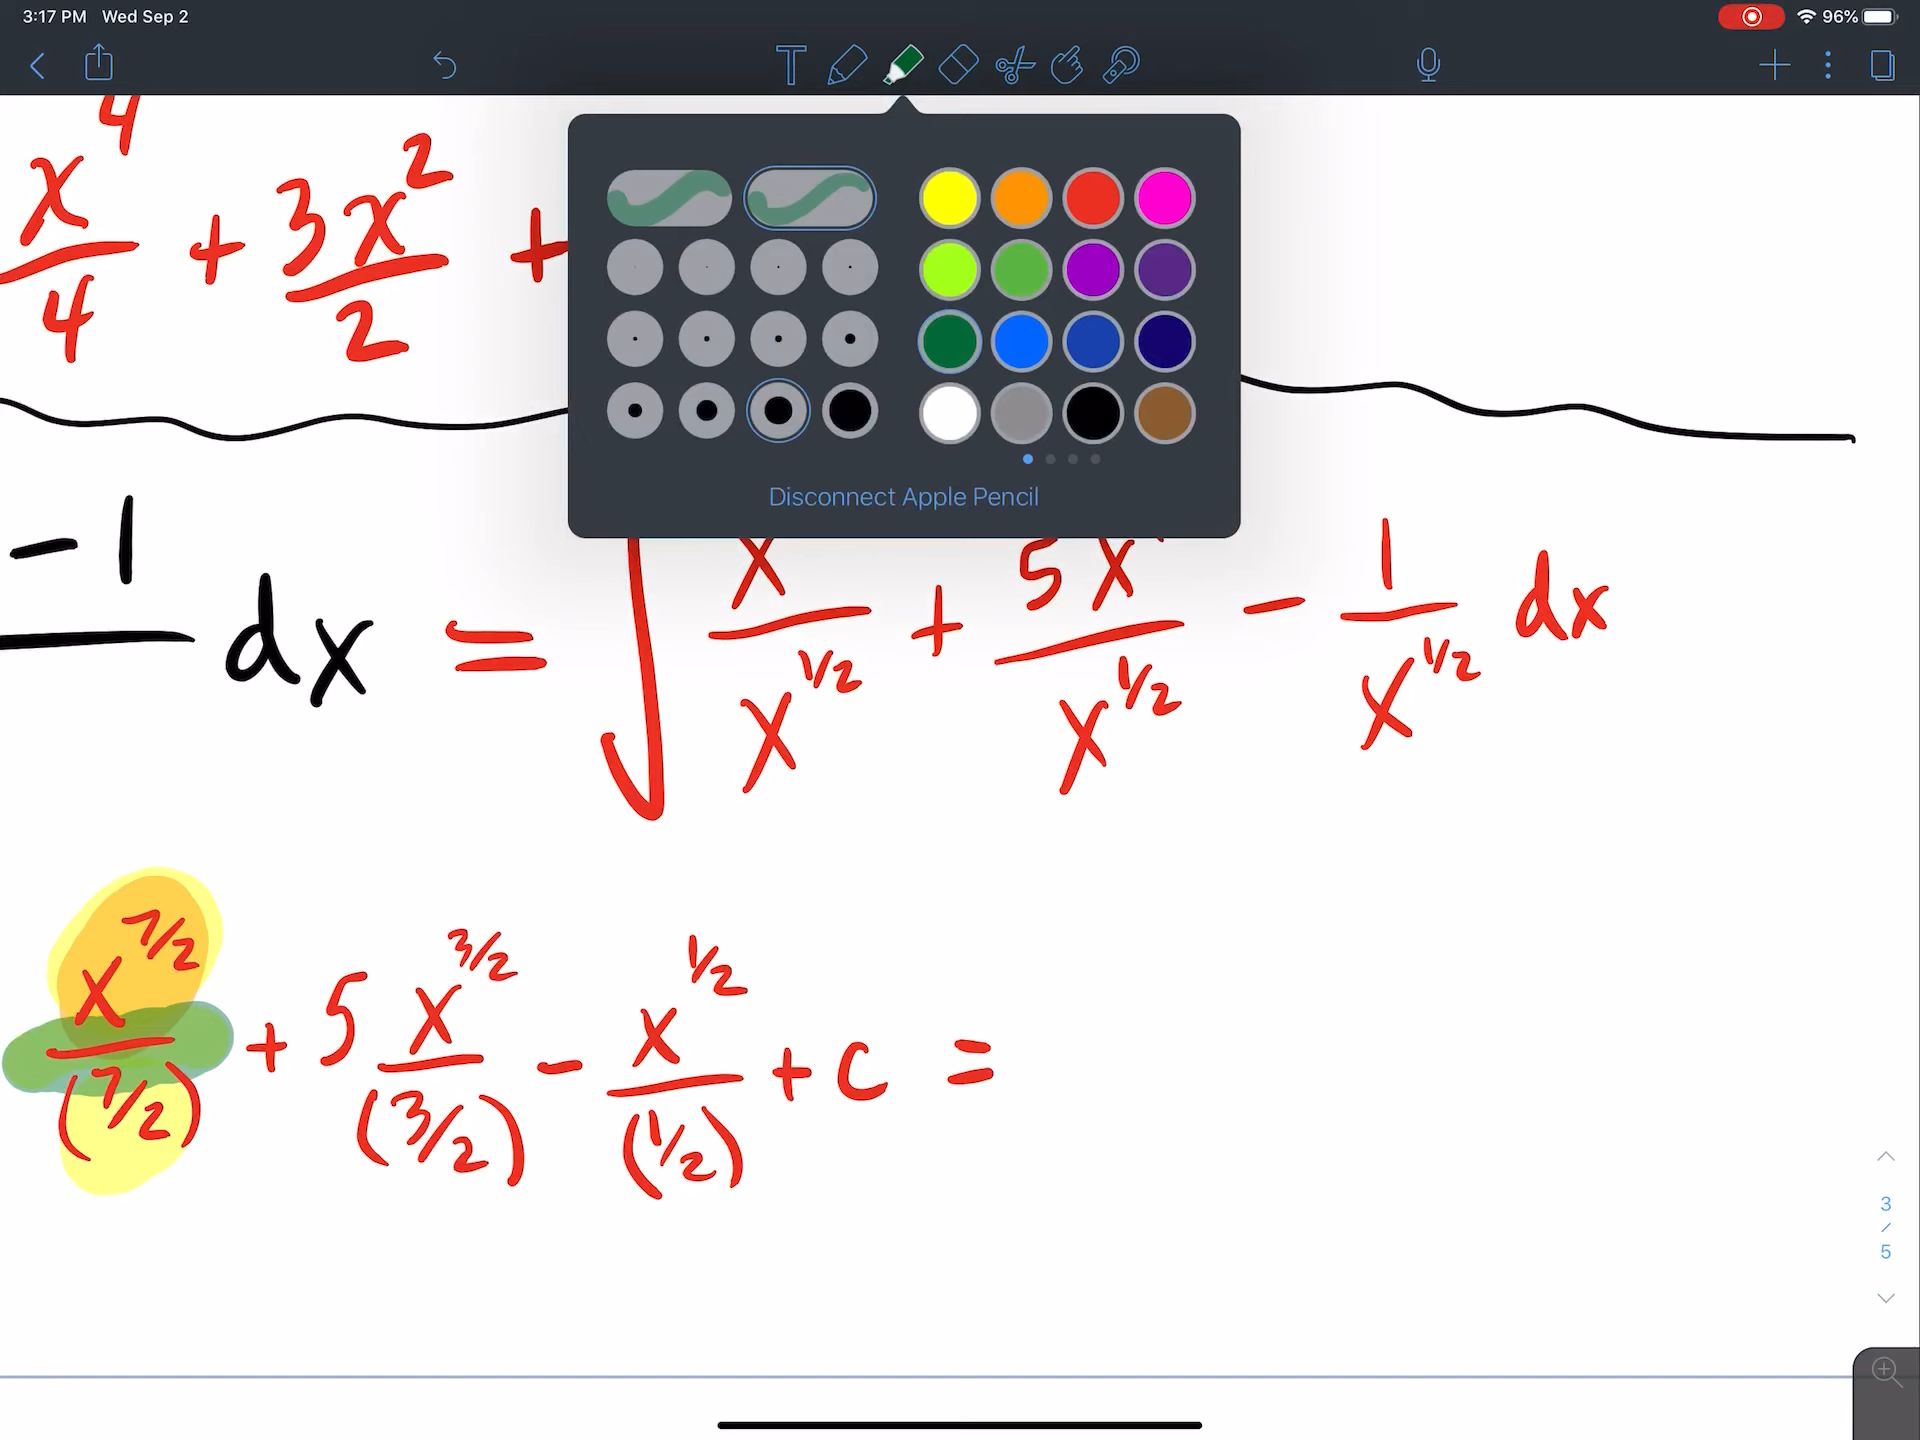 3:17 PM Wed Sep 2
96%
T
x^4/4 + 3x^2/2 +
Disconnect Apple Pencil
-1 dx = ∫ x/x^1/2 + 5x/x^1/2 - 1/x^1/2 dx
x^7/2/(7/2) + 5 x^3/2/(3/2) - x^1/2/(1/2) + c =
3
/
5